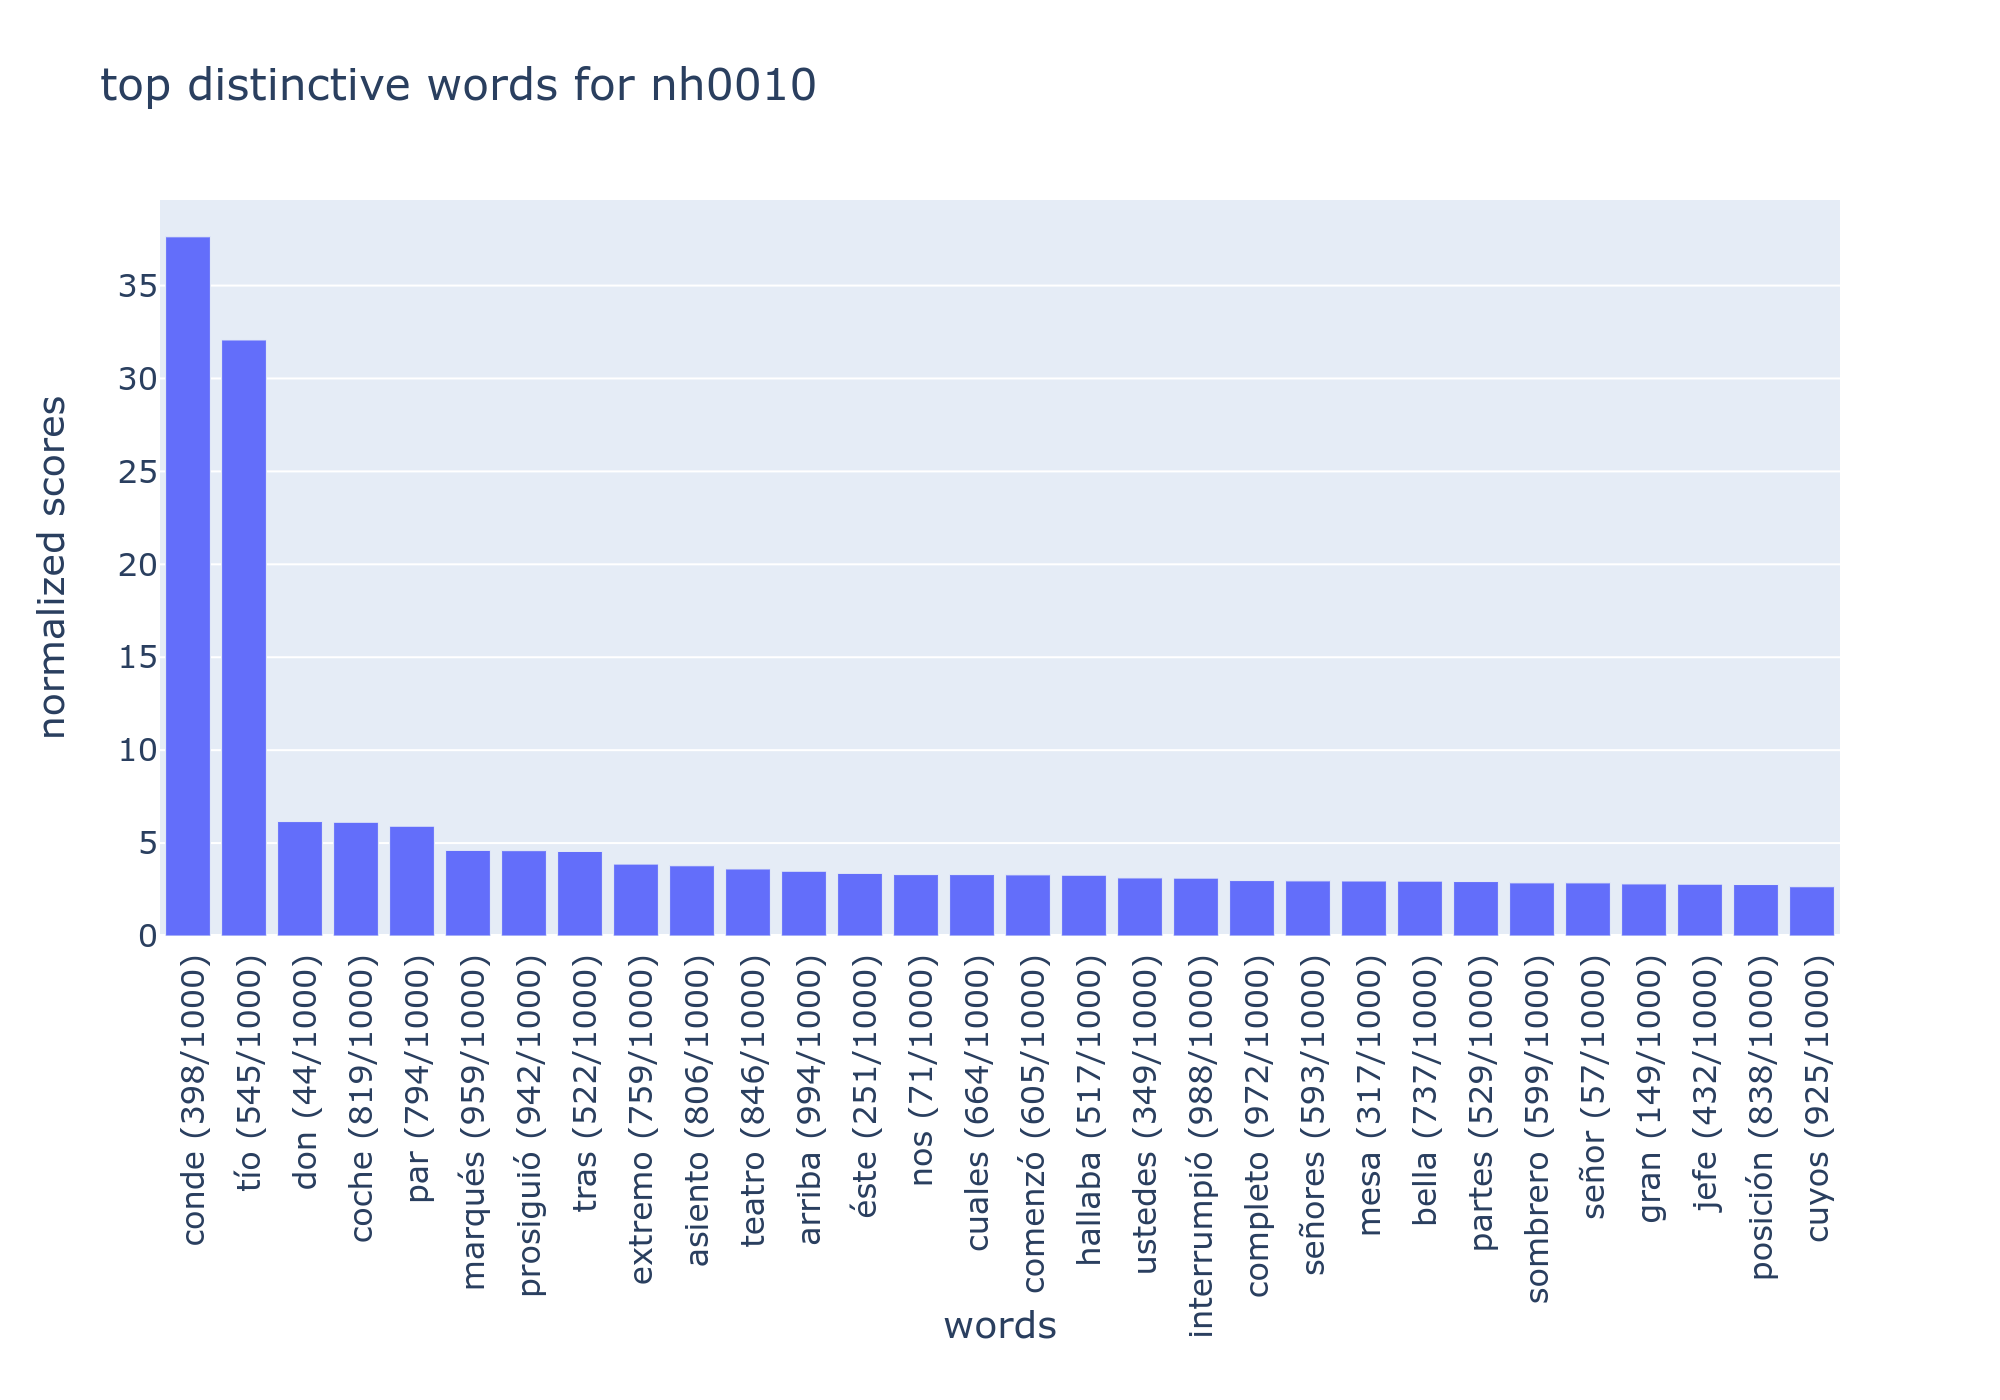 top distinctive words for nh0010
normalized scores
35
30
25
20
15
10
5
0
conde (398/1000)
tío (545/1000)
don (44/1000)
coche (819/1000)
par (794/1000)
marqués (959/1000)
prosiguió (942/1000)
tras (522/1000)
extremo (759/1000)
asiento (806/1000)
teatro (846/1000)
arriba (994/1000)
éste (251/1000)
nos (71/1000)
cuales (664/1000)
comenzó (605/1000)
hallaba (517/1000)
ustedes (349/1000)
interrumpió (988/1000)
completo (972/1000)
señores (593/1000)
mesa (317/1000)
bella (737/1000)
partes (529/1000)
sombrero (599/1000)
señor (57/1000)
gran (149/1000)
jefe (432/1000)
posición (838/1000)
cuyos (925/1000)
words